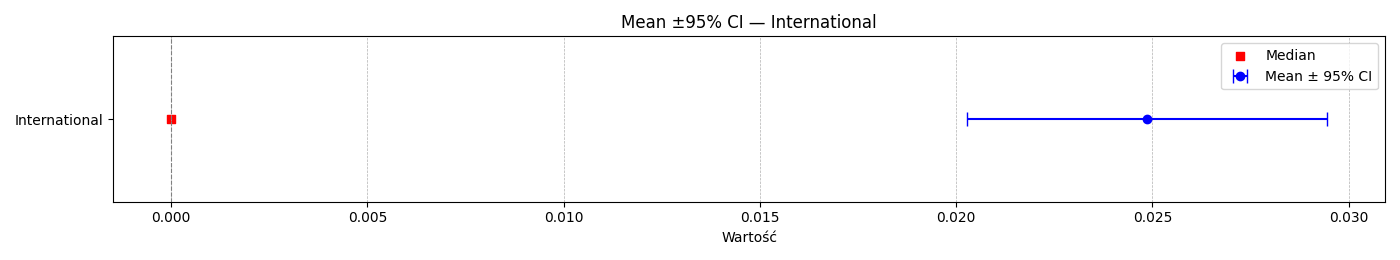 Mean ±95% CI — International
Median
Mean ± 95% CI
International
0.000 0.005 0.010 0.015 0.020 0.025 0.030
Wartość